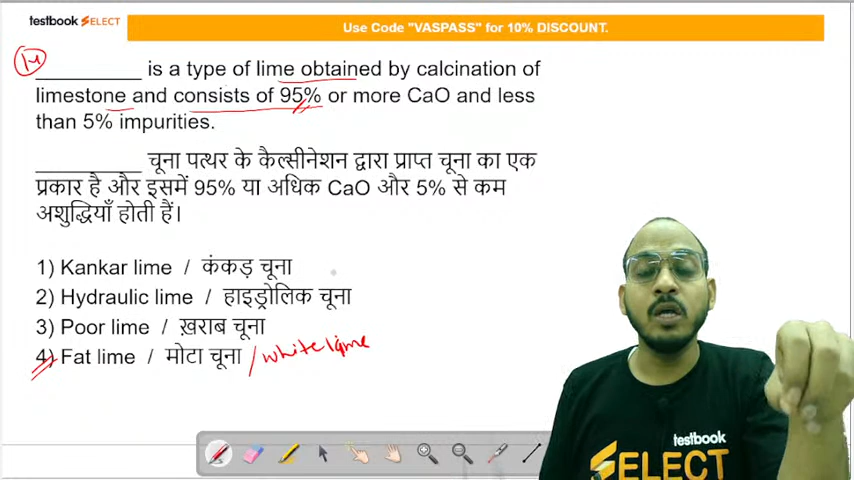 testbook SELECT
Use Code "VASPASS" for 10% DISCOUNT.
14
__________ is a type of lime obtained by calcination of
limestone and consists of 95% or more CaO and less
than 5% impurities.
__________ चूना पत्थर के कैल्सीनेशन द्वारा प्राप्त चूना का एक
प्रकार है और इसमें 95% या अधिक CaO और 5% से कम
अशुद्धियाँ होती हैं।
1) Kankar lime / कंकड़ चूना
2) Hydraulic lime / हाइड्रोलिक चूना
3) Poor lime / ख़राब चूना
4) Fat lime / मोटा चूना / white lime
testbook
SELECT